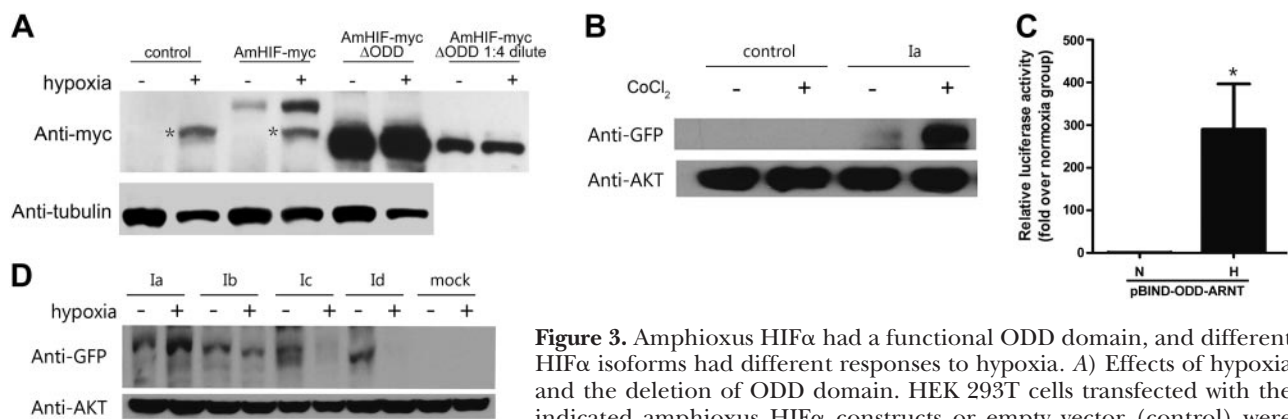 A
control
AmHIF-myc
AmHIF-myc
ΔODD
AmHIF-myc
ΔODD 1:4 dilute
hypoxia - + - + - + - +
Anti-myc
*
*
Anti-tubulin
B
control Ia
CoCl₂ - + - +
Anti-GFP
Anti-AKT
C
Relative luciferase activity
(fold over normoxia group)
500
400
300
200
100
0
*
N H
pBIND-ODD-ARNT
D
Ia Ib Ic Id mock
hypoxia - + - + - + - + - +
Anti-GFP
Anti-AKT
Figure 3. Amphioxus HIFα had a functional ODD domain, and different
HIFα isoforms had different responses to hypoxia. A) Effects of hypoxia
and the deletion of ODD domain. HEK 293T cells transfected with the
indicated amphioxus HIFα constructs or empty vector (control) were